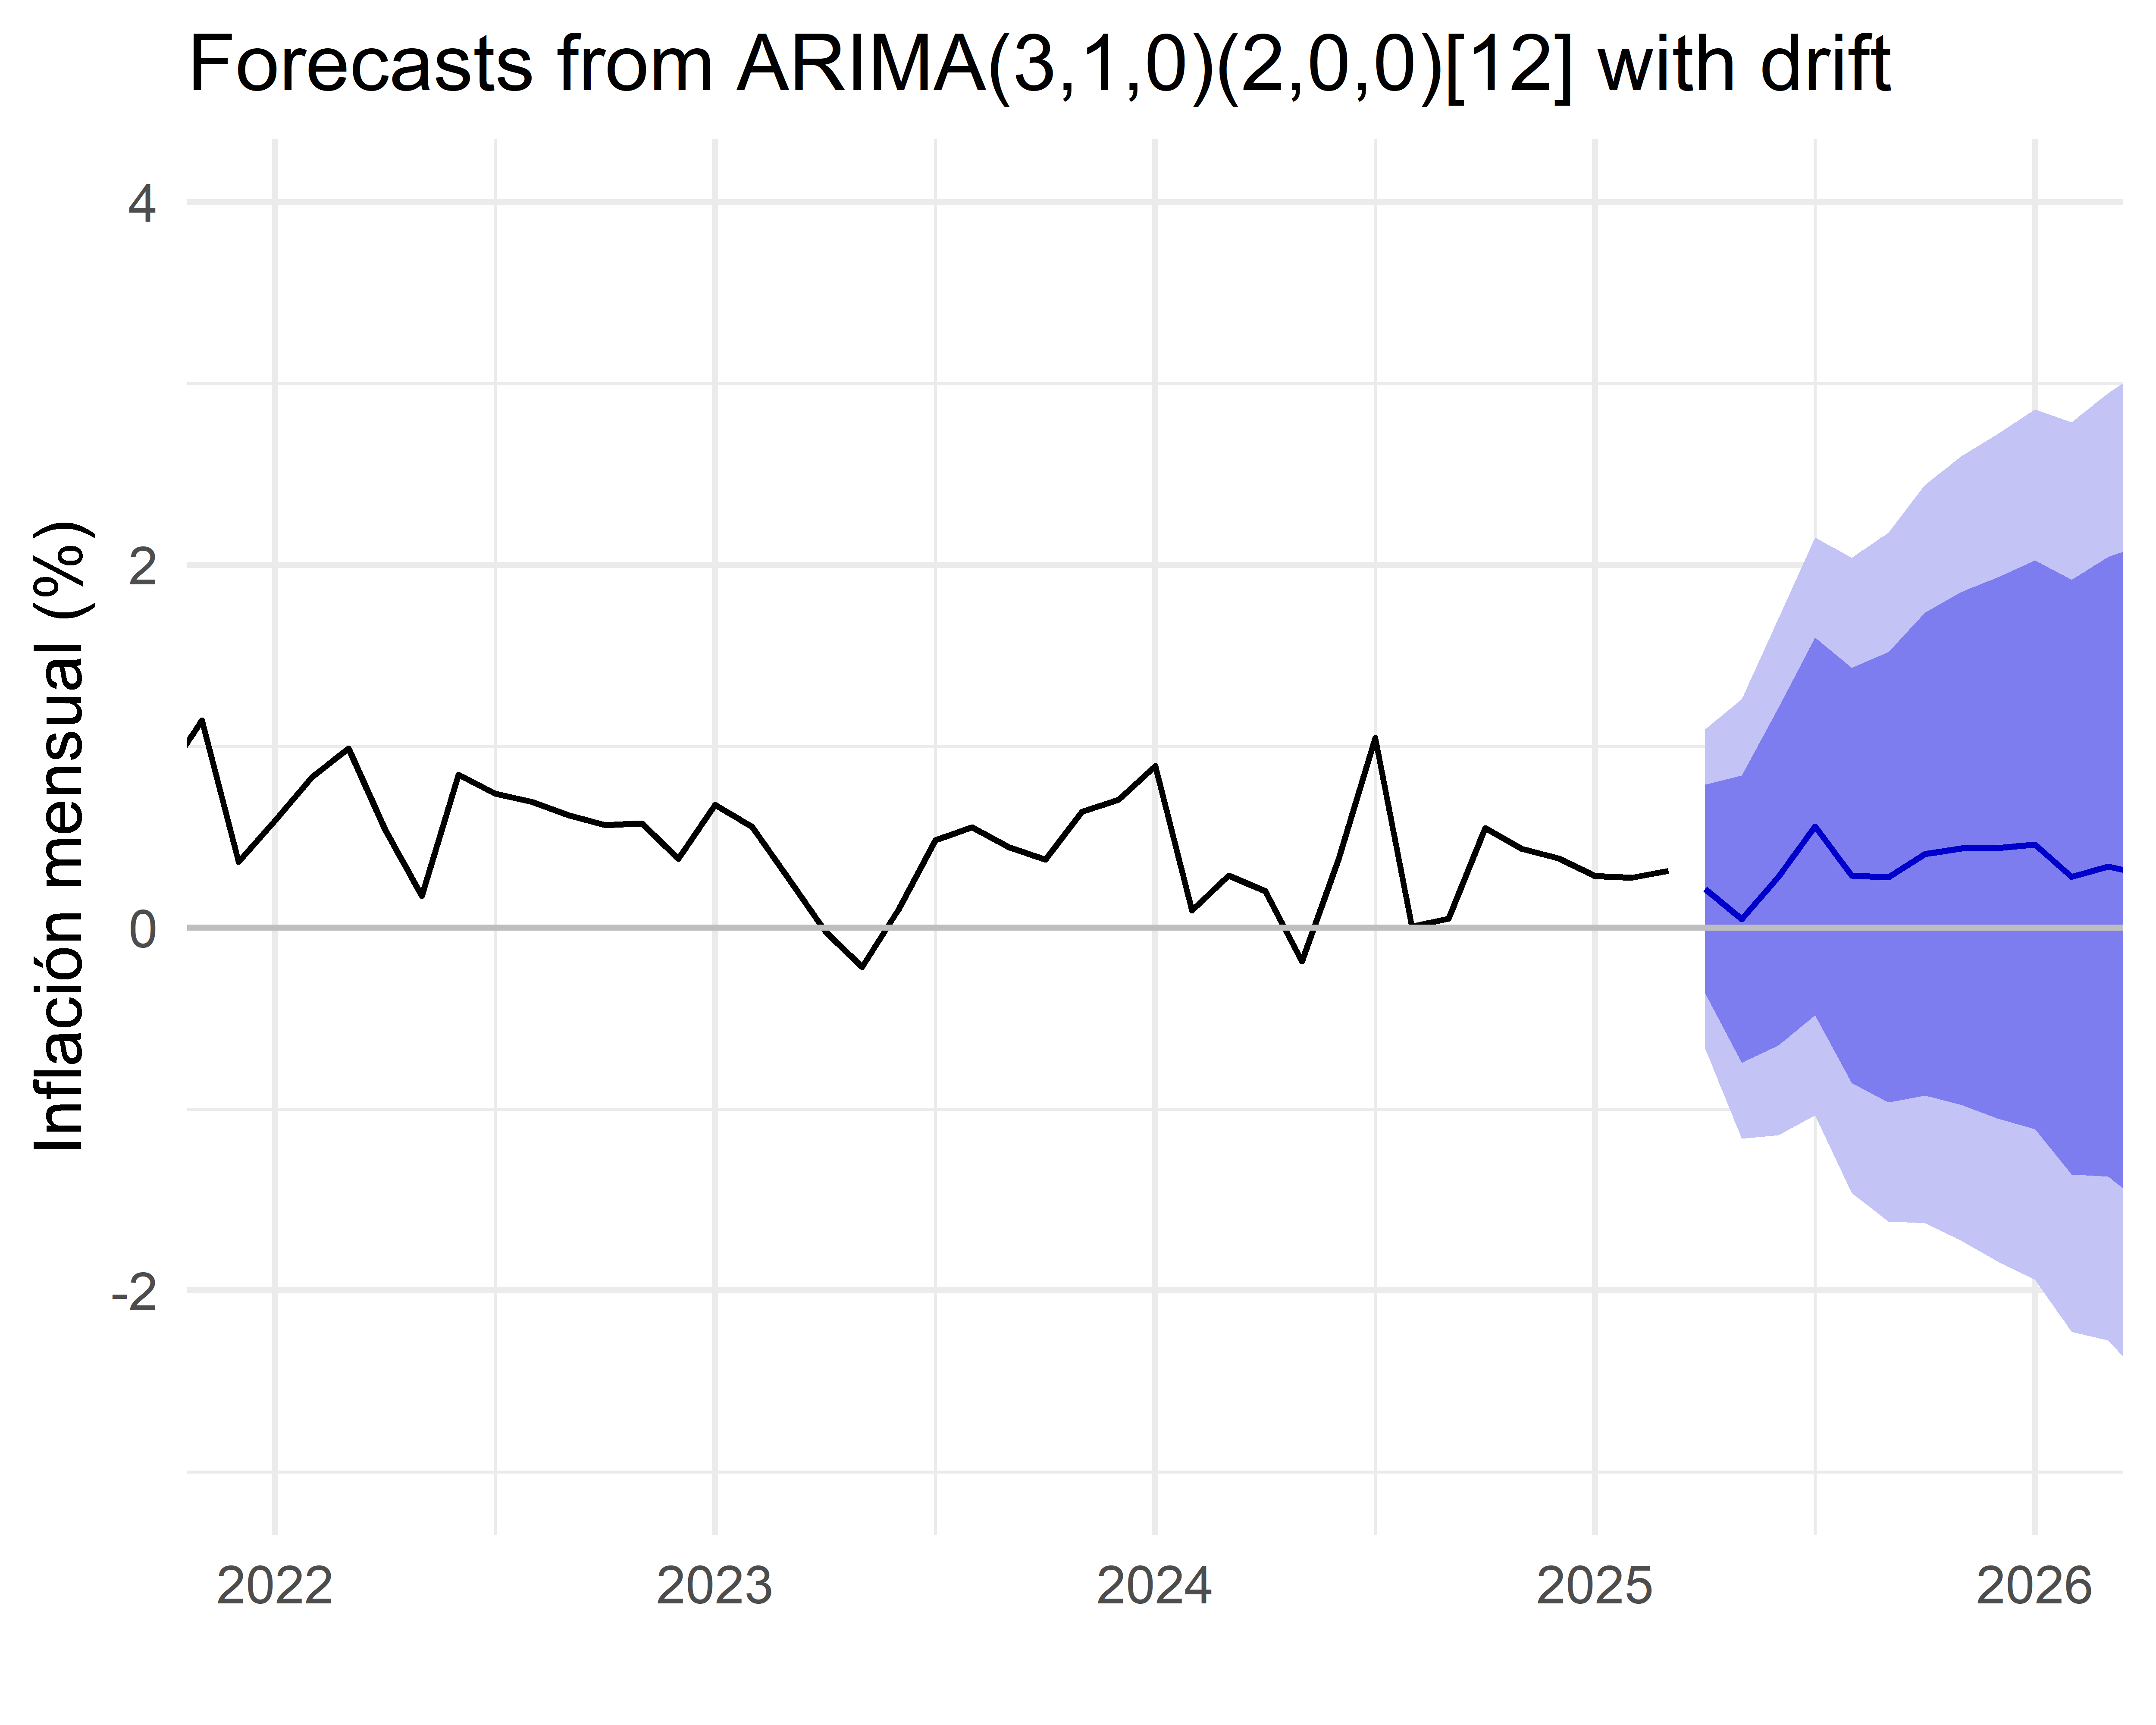 Forecasts from ARIMA(3,1,0)(2,0,0)[12] with drift
Inflación mensual (%)
4
2
0
-2
2022 2023 2024 2025 2026